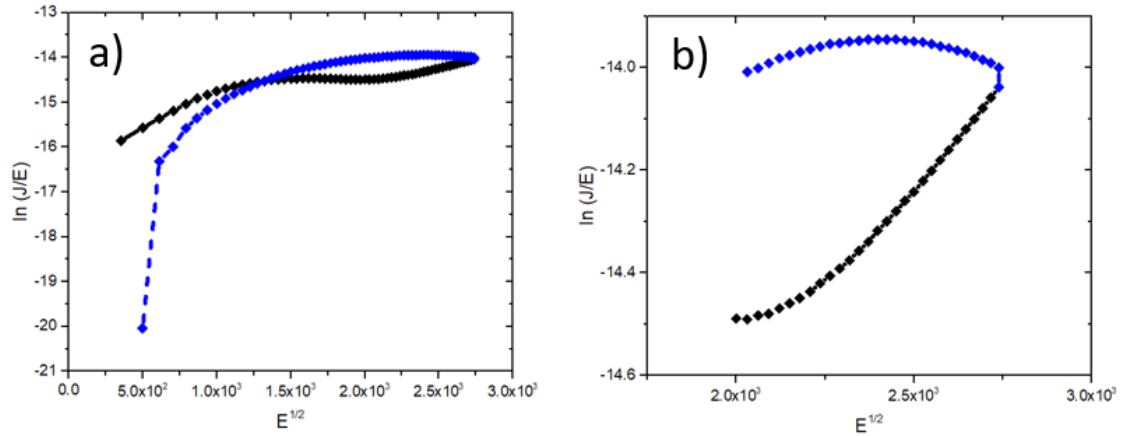 a)
-13
-14
-15
-16
-17
-18
-19
-20
-21
ln (J/E)
0.0
5.0x10²
1.0x10³
1.5x10³
2.0x10³
2.5x10³
3.0x10³
E^{1/2}
b)
-14.0
-14.2
-14.4
-14.6
ln (J/E)
2.0x10³
2.5x10³
3.0x10³
E^{1/2}